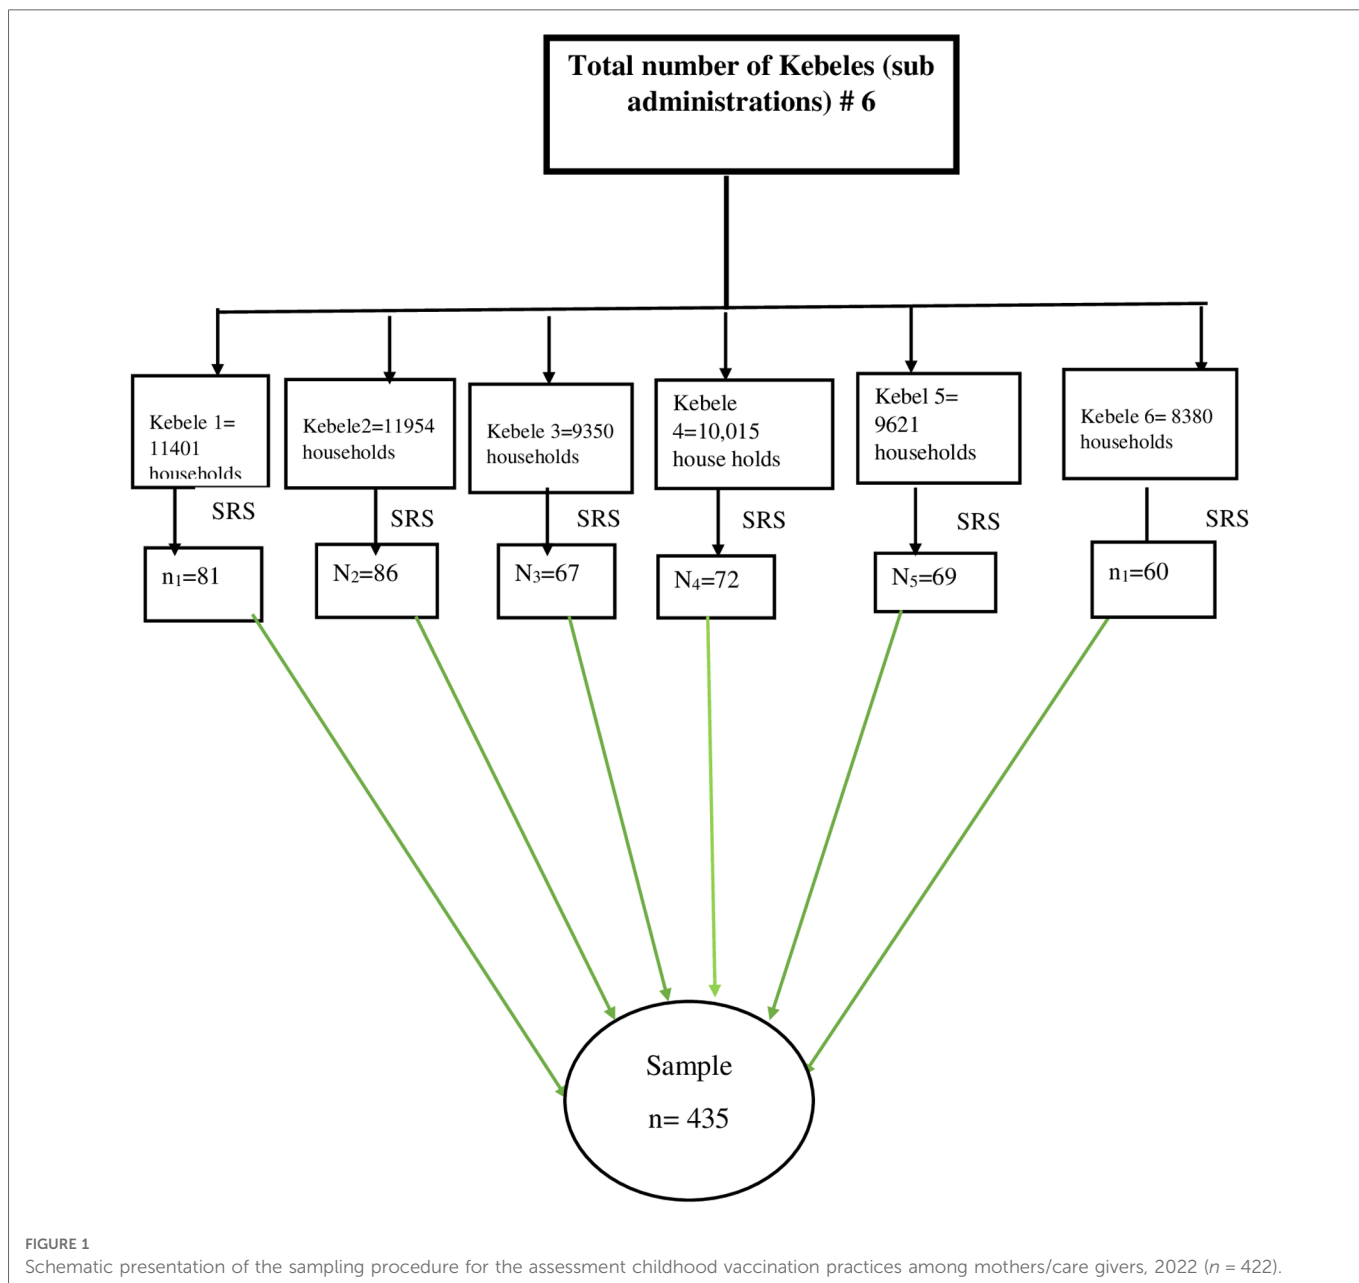 Total number of Kebeles (sub
administrations) # 6
Kebele 1=
11401
households
Kebele2=11954
households
Kebele 3=9350
households
Kebele
4=10,015
house holds
Kebel 5=
9621
households
Kebele 6= 8380
households
SRS
SRS
SRS
SRS
SRS
SRS
n₁=81
N₂=86
N₃=67
N₄=72
N₅=69
n₁=60
Sample
n= 435
FIGURE 1
Schematic presentation of the sampling procedure for the assessment childhood vaccination practices among mothers/care givers, 2022 (n = 422).